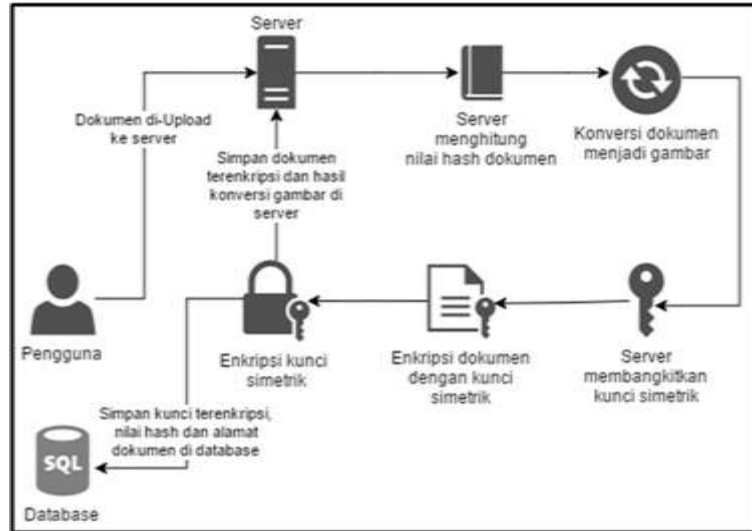 Server
Dokumen di-Upload
ke server
Server
menghitung
nilai hash dokumen
Konversi dokumen
menjadi gambar
Simpan dokumen
terenkripsi dan hasil
konversi gambar di
server
Pengguna
Enkripsi kunci
simetrik
Enkripsi dokumen
dengan kunci
simetrik
Server
membangkitkan
kunci simetrik
Simpan kunci terenkripsi,
nilai hash dan alamat
dokumen di database
SQL
Database